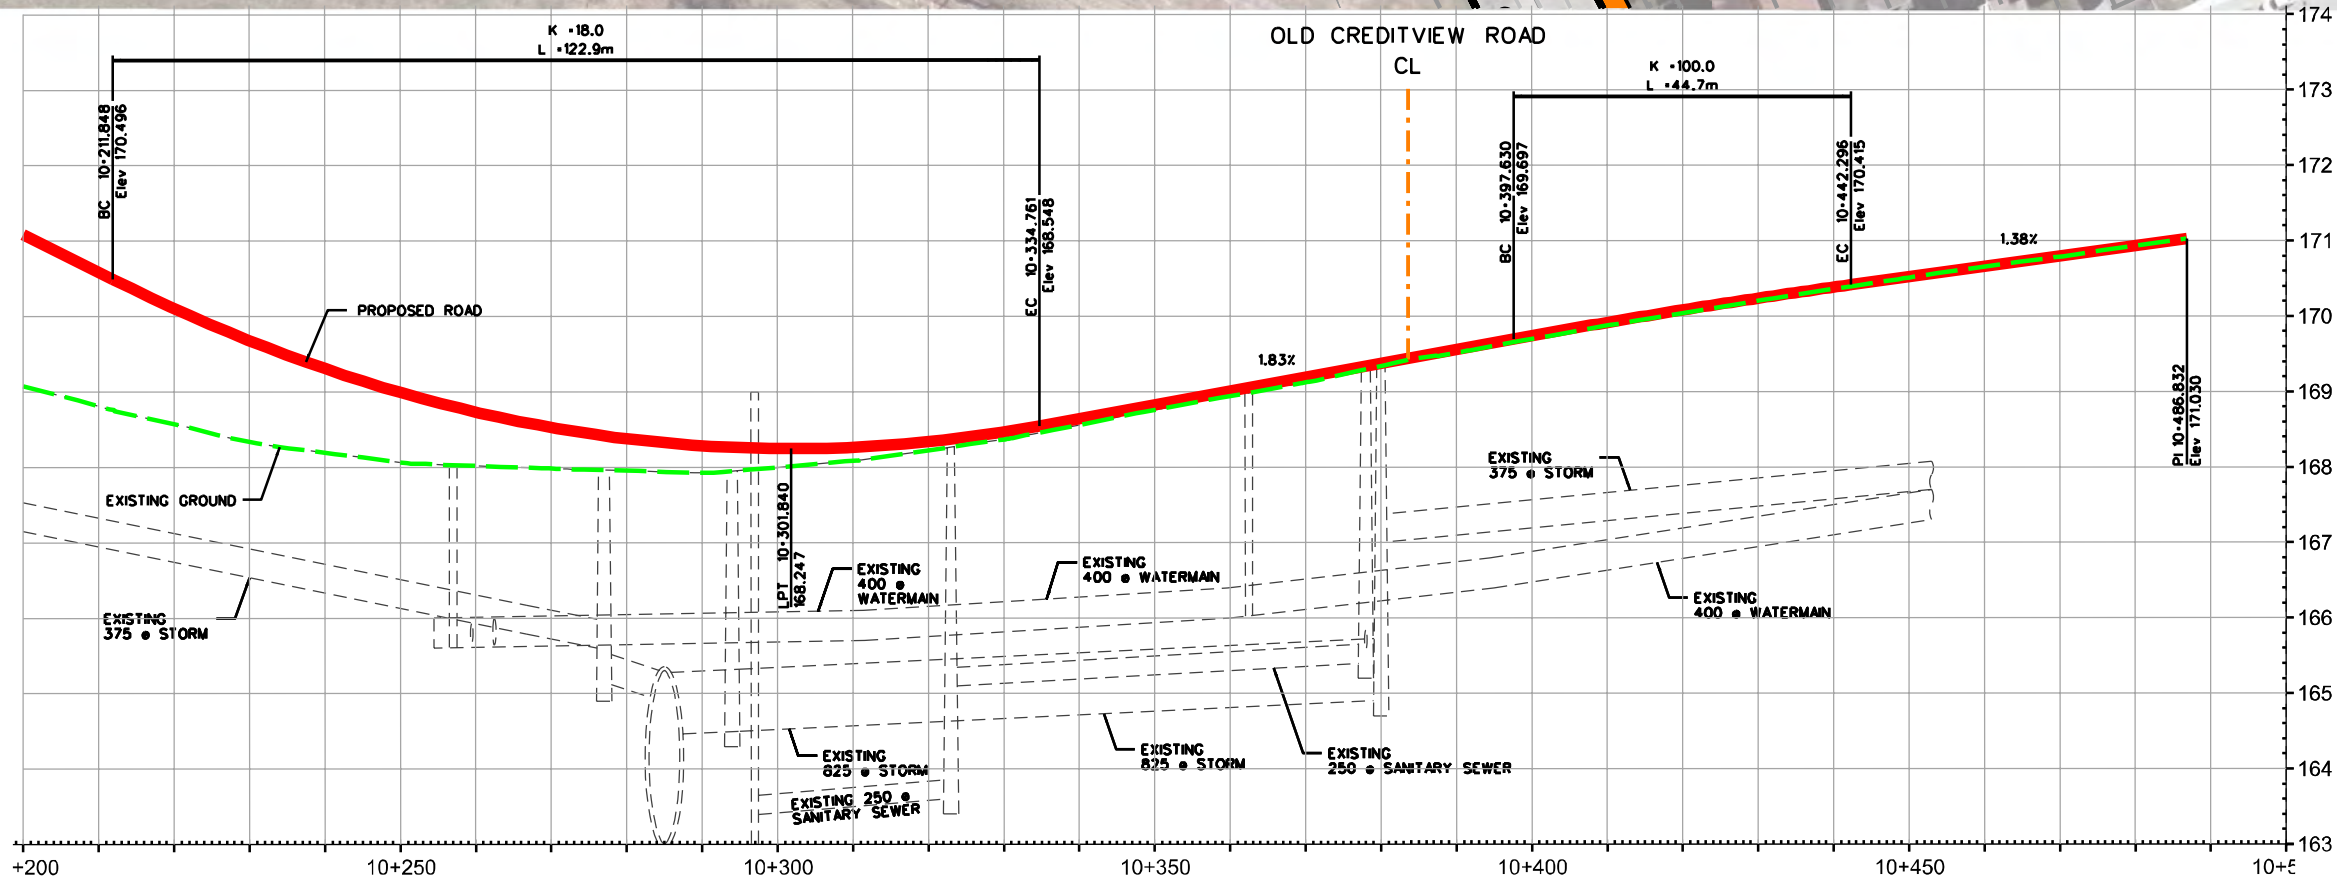 K =18.0
L =122.9m
OLD CREDITVIEW ROAD
CL
K =100.0
L =44.7m
BC 10+211.848
Elev 170.496
EC 10+334.761
Elev 168.548
BC 10+397.630
Elev 169.697
EC 10+442.296
Elev 170.415
1.38%
1.83%
PROPOSED ROAD
EXISTING GROUND
PI 10+486.832
Elev 171.030
LPT 10+301.840
168.247
EXISTING
375 ø STORM
EXISTING
400 ø
WATERMAIN
EXISTING
400 ø WATERMAIN
EXISTING
375 ø STORM
EXISTING
400 ø WATERMAIN
EXISTING
825 ø STORM
EXISTING 250 ø
SANITARY SEWER
EXISTING
825 ø STORM
EXISTING
250 ø SANITARY SEWER
174
173
172
171
170
169
168
167
166
165
164
163
+200
10+250
10+300
10+350
10+400
10+450